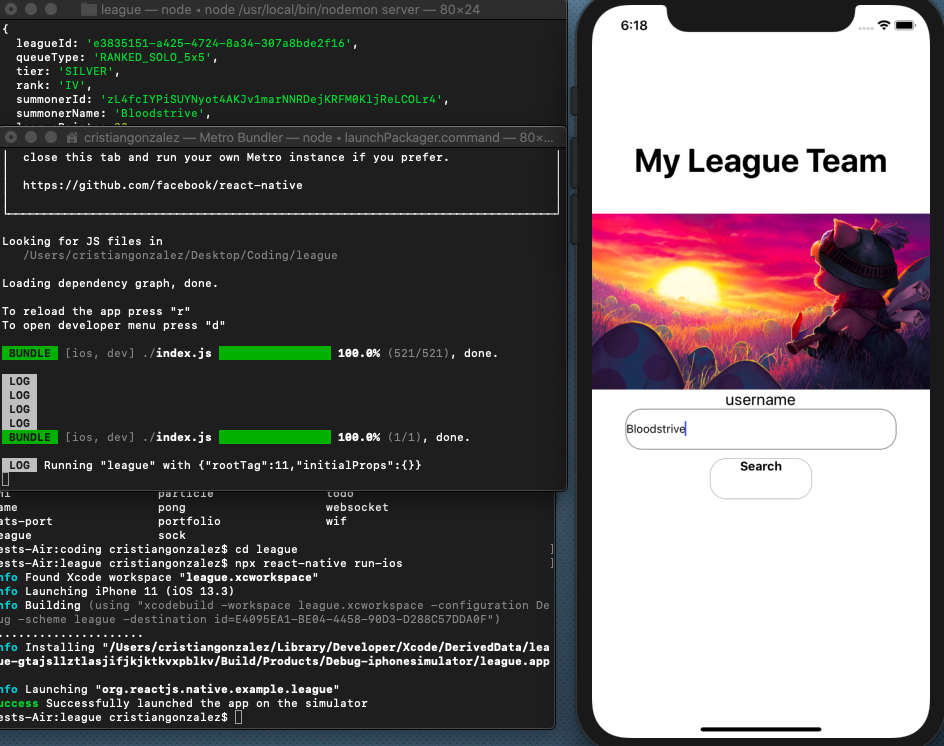 league — node ◂ node /usr/local/bin/nodemon server — 80×24
{
leagueId: 'e3835151-a425-4724-8a34-307a8bde2f16',
queueType: 'RANKED_SOLO_5x5',
tier: 'SILVER',
rank: 'IV',
summonerId: 'zL4fcIYPiSUYNyot4AKJv1marNNRDejKRFM0KljReLCOLr4',
summonerName: 'Bloodstrive',
cristiangonzalez — Metro Bundler — node ◂ launchPackager.command — 80×...
close this tab and run your own Metro instance if you prefer.
https://github.com/facebook/react-native
Looking for JS files in
/Users/cristiangonzalez/Desktop/Coding/league
Loading dependency graph, done.
To reload the app press "r"
To open developer menu press "d"
BUNDLE [ios, dev] ./index.js 100.0% (521/521), done.
LOG
LOG
LOG
LOG
BUNDLE [ios, dev] ./index.js 100.0% (1/1), done.
LOG Running "league" with {"rootTag":11,"initialProps":{}}
particle todo
ame pong websocket
ats-port portfolio wif
eague sock
ests-Air:coding cristiangonzalez$ cd league ]
ests-Air:league cristiangonzalez$ npx react-native run-ios ]
nfo Found Xcode workspace "league.xcworkspace"
nfo Launching iPhone 11 (iOS 13.3)
nfo Building (using "xcodebuild -workspace league.xcworkspace -configuration De
ug -scheme league -destination id=E4095EA1-BE04-4458-90D3-D288C57DDA0F")
......................
nfo Installing "/Users/cristiangonzalez/Library/Developer/Xcode/DerivedData/lea
ue-gtajsllztlasjifjkjktkvxpblkv/Build/Products/Debug-iphonesimulator/league.app
nfo Launching "org.reactjs.native.example.league"
uccess Successfully launched the app on the simulator
ests-Air:league cristiangonzalez$
6:18
My League Team
username
Bloodstrive
Search